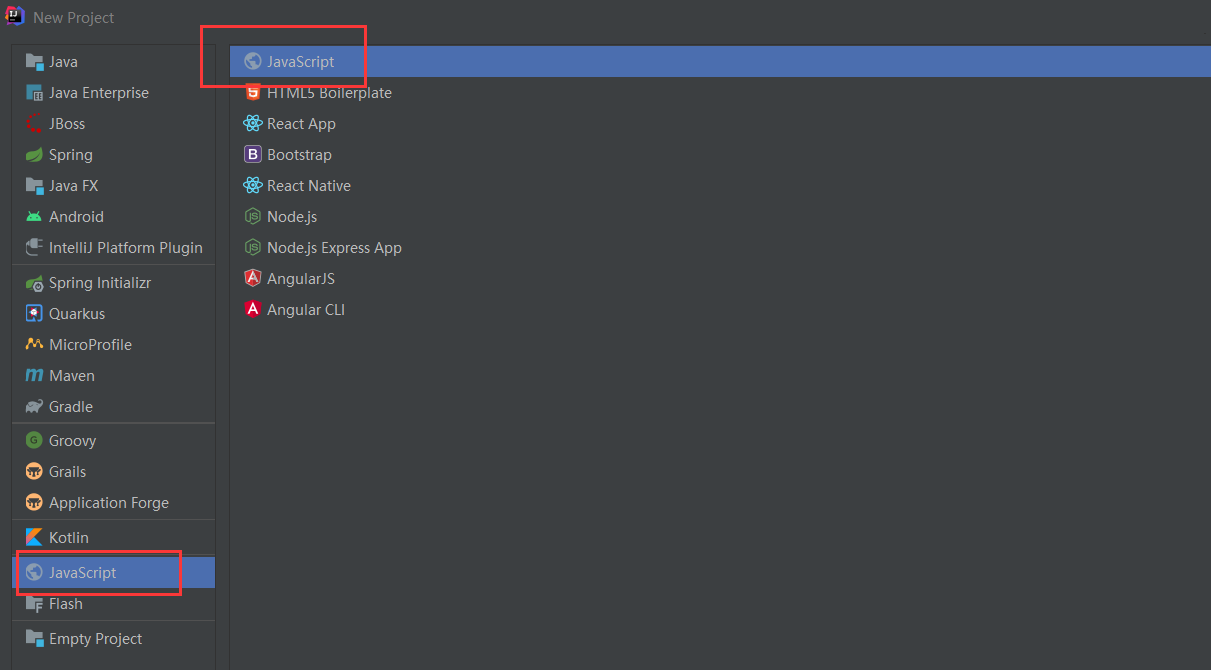 New Project
Java
Java Enterprise
JBoss
Spring
Java FX
Android
IntelliJ Platform Plugin
Spring Initializr
Quarkus
MicroProfile
Maven
Gradle
Groovy
Grails
Application Forge
Kotlin
JavaScript
Flash
Empty Project
JavaScript
HTML5 Boilerplate
React App
Bootstrap
React Native
Node.js
Node.js Express App
AngularJS
Angular CLI